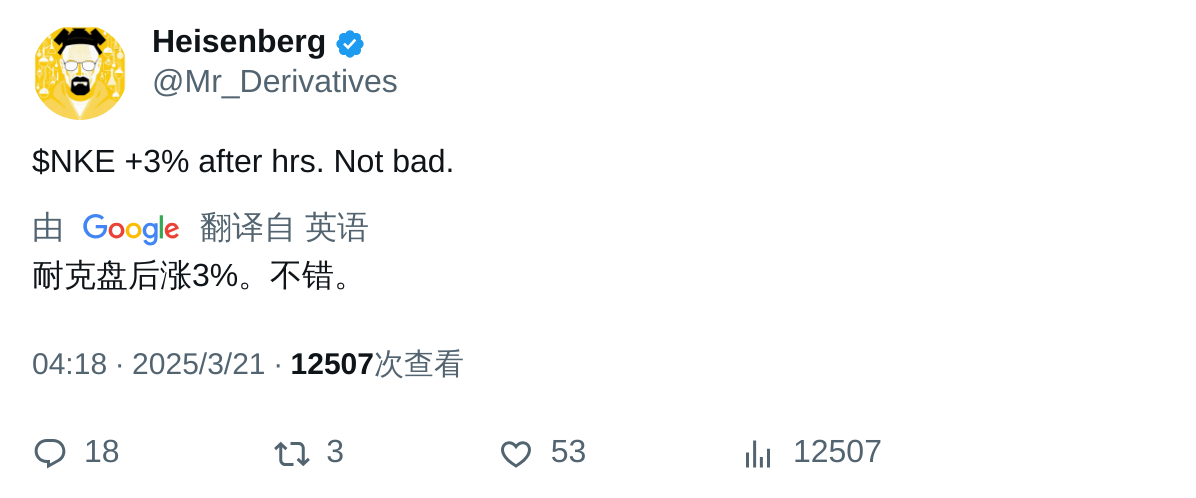 Heisenberg
@Mr_Derivatives
$NKE +3% after hrs. Not bad.
由 Google 翻译自 英语
耐克盘后涨3%。不错。
04:18 · 2025/3/21 · 12507次查看
18 3 53 12507